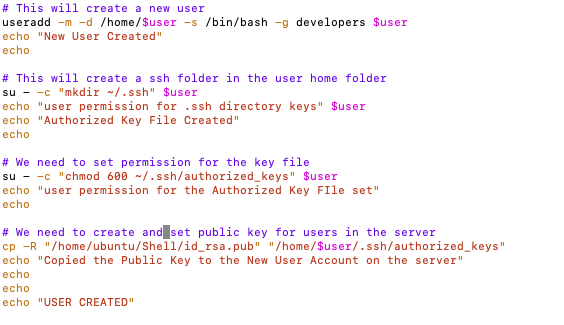 # This will create a new user
useradd -m -d /home/$user -s /bin/bash -g developers $user
echo "New User Created"
echo
# This will create a ssh folder in the user home folder
su - -c "mkdir ~/.ssh" $user
echo "user permission for .ssh directory keys" $user
echo "Authorized Key File Created"
echo
# We need to set permission for the key file
su - -c "chmod 600 ~/.ssh/authorized_keys" $user
echo "user permission for the Authorized Key FIle set"
echo
# We need to create and set public key for users in the server
cp -R "/home/ubuntu/Shell/id_rsa.pub" "/home/$user/.ssh/authorized_keys"
echo "Copied the Public Key to the New User Account on the server"
echo
echo
echo "USER CREATED"